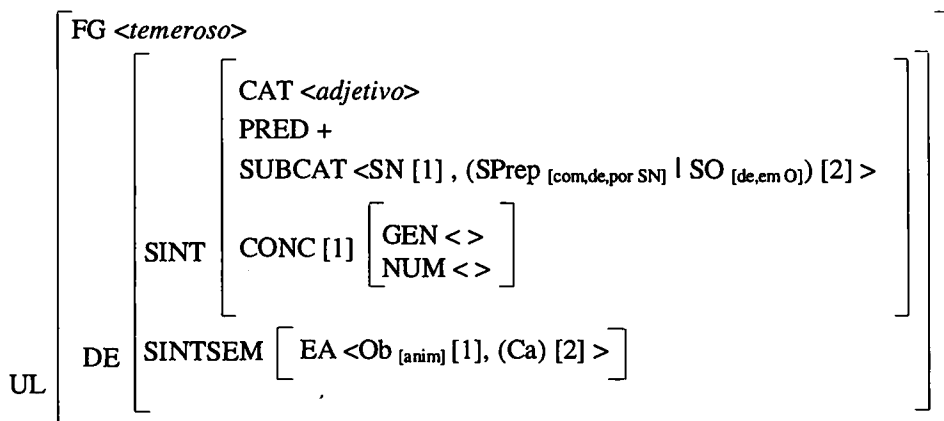 FG <temeroso>
CAT <adjetivo>
PRED +
SUBCAT <SN [1] , (SPrep [com,de,por SN] | SO [de,em O]) [2] >
SINT CONC [1] GEN < >
NUM < >
DE SINTSEM EA <Ob [anim] [1], (Ca) [2] >
UL